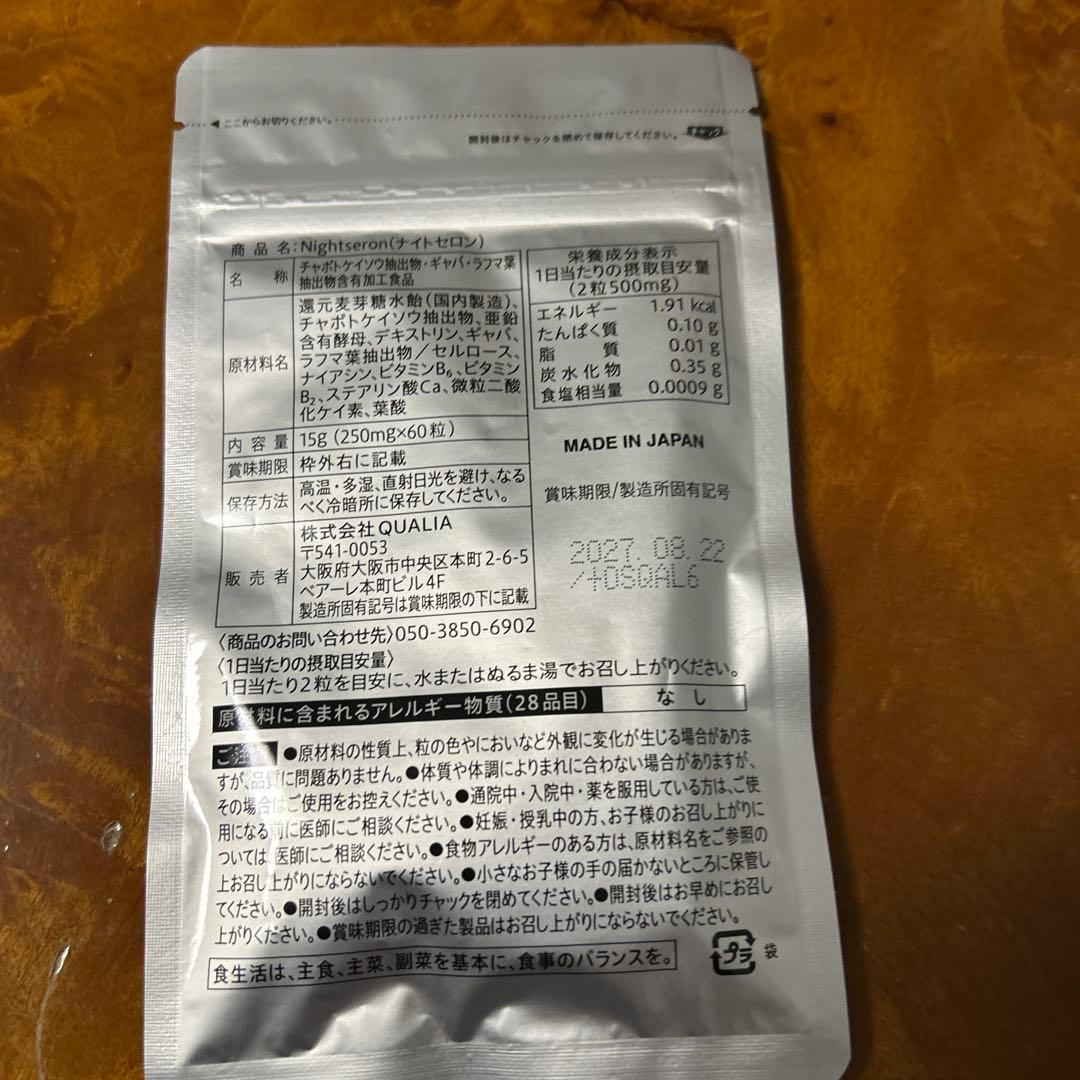 ◀ここからお切りください。
開封後はチャックを閉めて保存してください。 チャック
商品名:Nightseron(ナイトセロン)
名称 チャボトケイソウ抽出物・ギャバ・ラフマ葉
抽出物含有加工食品
原材料名 還元麦芽糖水飴(国内製造)、
チャボトケイソウ抽出物、亜鉛
含有酵母、デキストリン、ギャバ、
ラフマ葉抽出物/セルロース、
ナイアシン、ビタミンB₆、ビタミン
B₂、ステアリン酸Ca、微粒二酸
化ケイ素、葉酸
内容量 15g(250mg×60粒)
賞味期限 枠外右に記載
保存方法 高温・多湿、直射日光を避け、なる
べく冷暗所に保存してください。
販売者 株式会社QUALIA
〒541-0053
大阪府大阪市中央区本町2-6-5
ベアーレ本町ビル4F
製造所固有記号は賞味期限の下に記載
栄養成分表示
1日当たりの摂取目安量
(2粒500mg)
エネルギー 1.91 kcal
たんぱく質 0.10 g
脂質 0.01 g
炭水化物 0.35 g
食塩相当量 0.0009 g
MADE IN JAPAN
賞味期限/製造所固有記号
2027.08.22
/+OSQAL6
〈商品のお問い合わせ先〉050-3850-6902
〈1日当たりの摂取目安量〉
1日当たり2粒を目安に、水またはぬるま湯でお召し上がりください。
原材料に含まれるアレルギー物質(28品目) なし
ご注意 ●原材料の性質上、粒の色やにおいなど外観に変化が生じる場合がありま
すが、品質に問題ありません。●体質や体調によりまれに合わない場合がありますが、
その場合はご使用をお控えください。●通院中・入院中・薬を服用している方は、ご使
用になる前に医師にご相談ください。●妊娠・授乳中の方、お子様のお召し上がりに
ついては、医師にご相談ください。●食物アレルギーのある方は、原材料名をご参照の
上お召し上がりにならないでください。●小さなお子様の手の届かないところに保管し
てください。●開封後はしっかりチャックを閉めてください。●開封後はお早めにお召し
上がりください。●賞味期限の過ぎた製品はお召し上がりにならないでください。
食生活は、主食、主菜、副菜を基本に、食事のバランスを。
プラ 袋